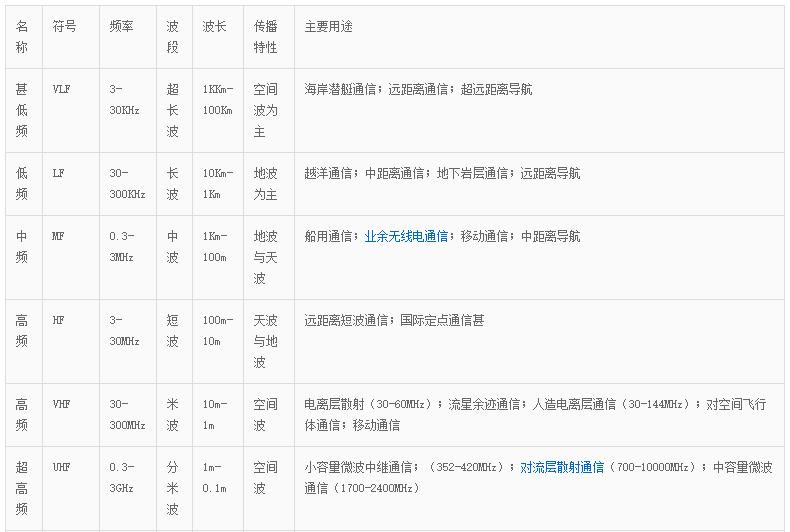 名称 符号 频率 波段 波长 传播特性 主要用途
甚低频 VLF 3-30KHz 超长波 1KKm-100Km 空间波为主 海岸潜艇通信；远距离通信；超远距离导航
低频 LF 30-300KHz 长波 10Km-1Km 地波为主 越洋通信；中距离通信；地下岩层通信；远距离导航
中频 MF 0.3-3MHz 中波 1Km-100m 地波与天波 船用通信；业余无线电通信；移动通信；中距离导航
高频 HF 3-30MHz 短波 100m-10m 天波与地波 远距离短波通信；国际定点通信甚
高频 VHF 30-300MHz 米波 10m-1m 空间波 电离层散射（30-60MHz）；流星余迹通信；人造电离层通信（30-144MHz）；对空间飞行体通信；移动通信
超高频 UHF 0.3-3GHz 分米波 1m-0.1m 空间波 小容量微波中继通信；（352-420MHz）；对流层散射通信（700-10000MHz）；中容量微波通信（1700-2400MHz）